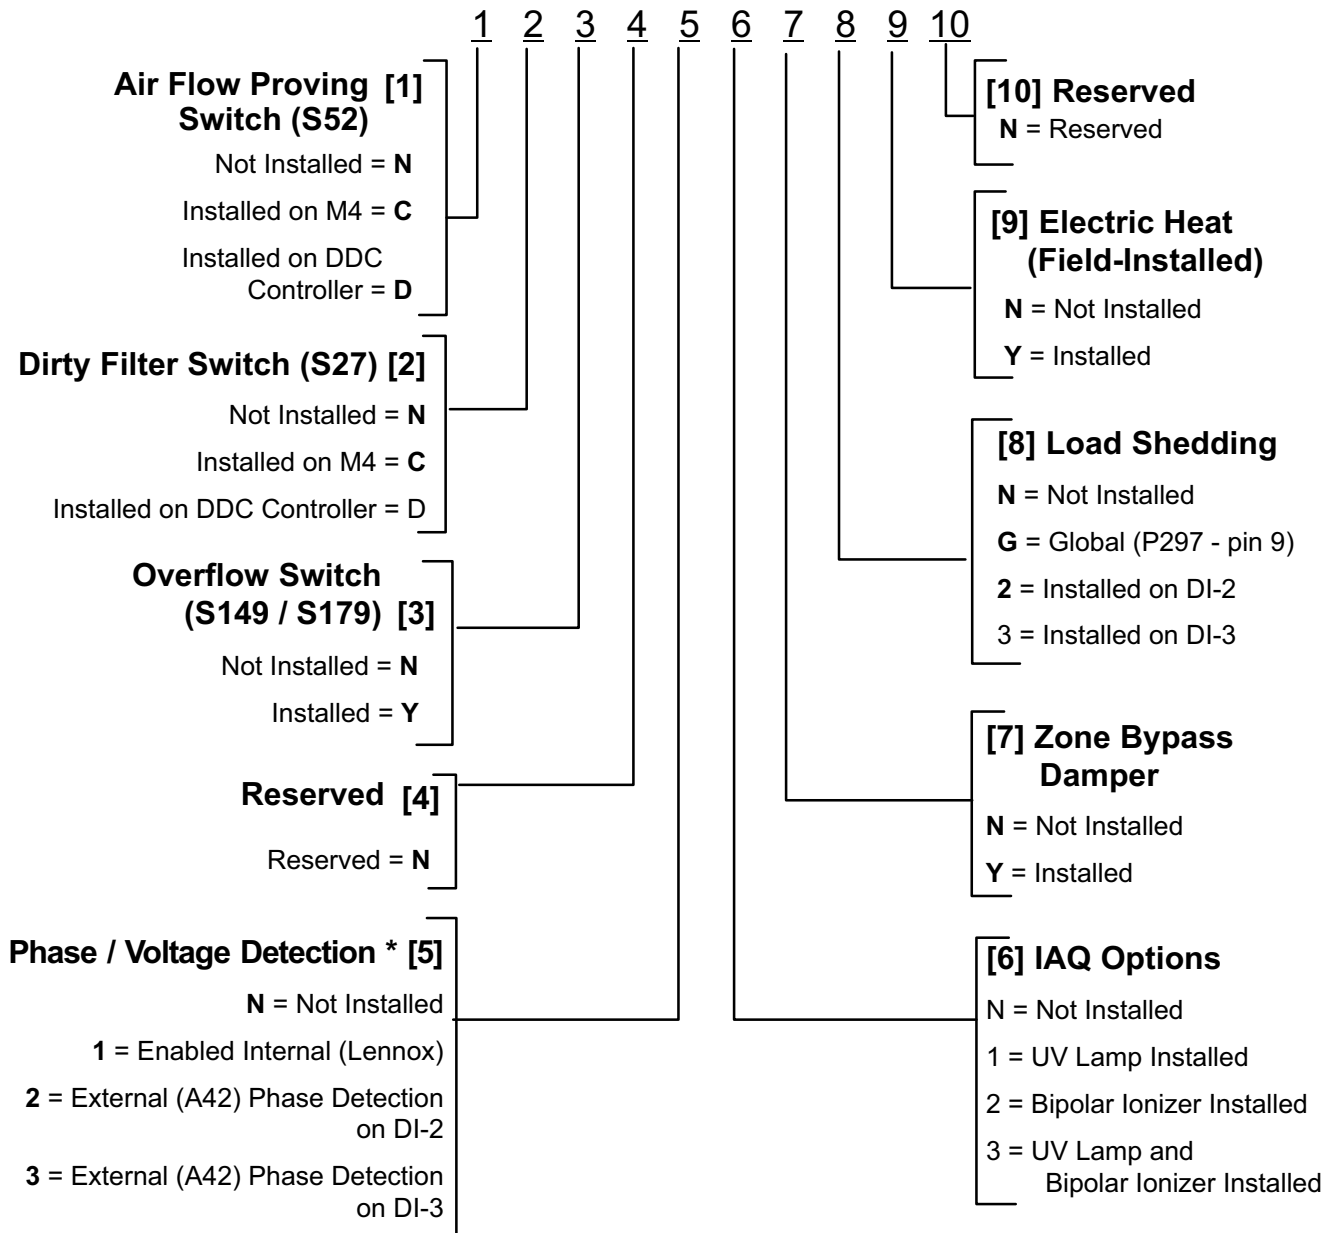 1 2 3 4 5 6 7 8 9 10
Air Flow Proving [1]
Switch (S52)
Not Installed = N
Installed on M4 = C
Installed on DDC
Controller = D
Dirty Filter Switch (S27) [2]
Not Installed = N
Installed on M4 = C
Installed on DDC Controller = D
Overflow Switch
(S149 / S179) [3]
Not Installed = N
Installed = Y
Reserved [4]
Reserved = N
Phase / Voltage Detection * [5]
N = Not Installed
1 = Enabled Internal (Lennox)
2 = External (A42) Phase Detection
on DI-2
3 = External (A42) Phase Detection
on DI-3
[10] Reserved
N = Reserved
[9] Electric Heat
(Field-Installed)
N = Not Installed
Y = Installed
[8] Load Shedding
N = Not Installed
G = Global (P297 - pin 9)
2 = Installed on DI-2
3 = Installed on DI-3
[7] Zone Bypass
Damper
N = Not Installed
Y = Installed
[6] IAQ Options
N = Not Installed
1 = UV Lamp Installed
2 = Bipolar Ionizer Installed
3 = UV Lamp and
Bipolar Ionizer Installed